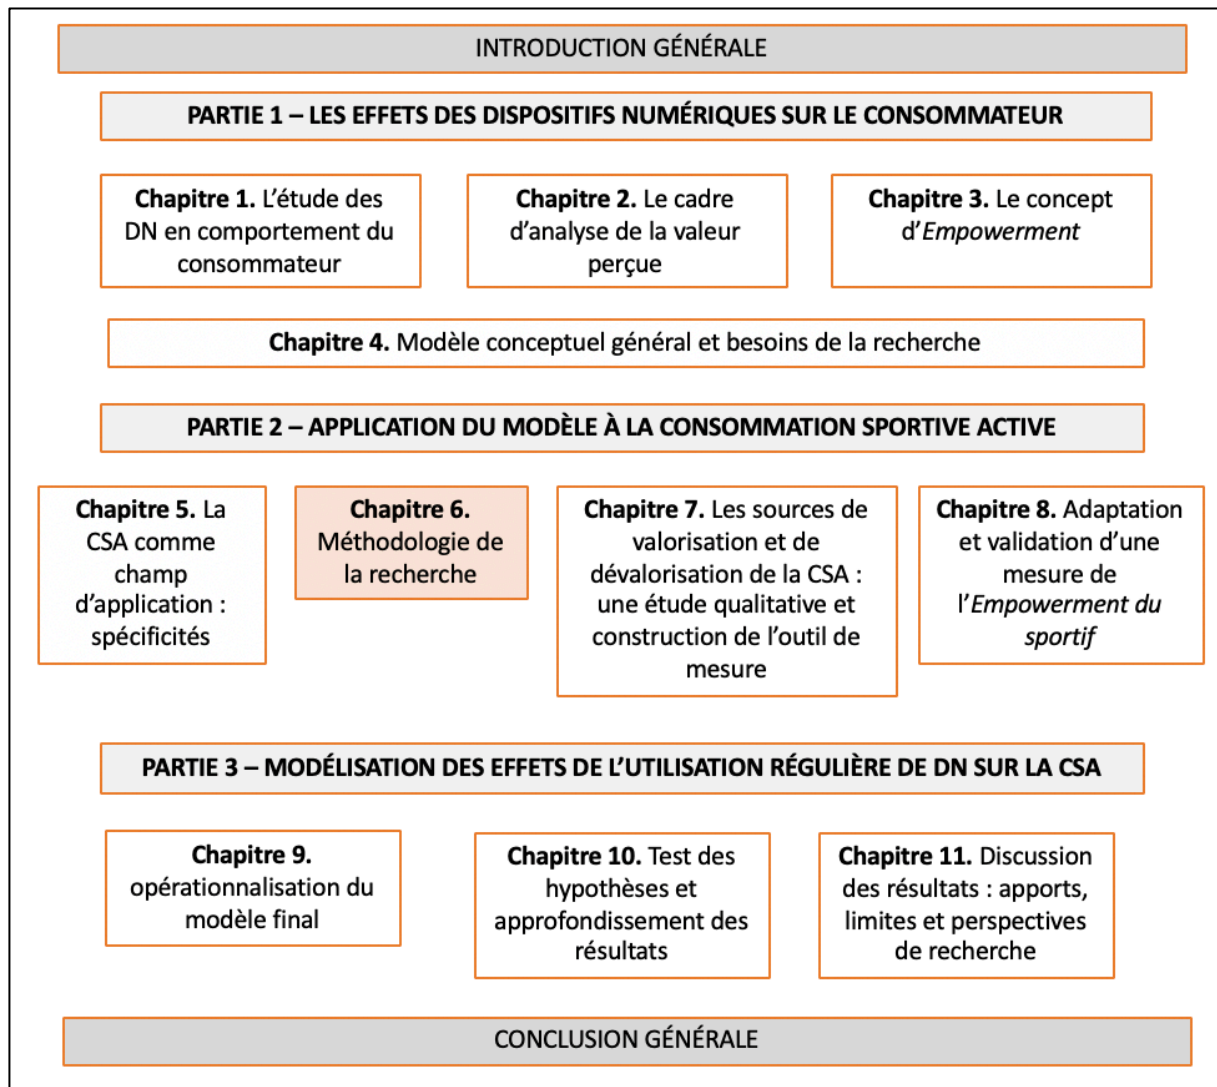 INTRODUCTION GÉNÉRALE
PARTIE 1 – LES EFFETS DES DISPOSITIFS NUMÉRIQUES SUR LE CONSOMMATEUR
Chapitre 1. L’étude des
DN en comportement du
consommateur
Chapitre 2. Le cadre
d’analyse de la valeur
perçue
Chapitre 3. Le concept
d’Empowerment
Chapitre 4. Modèle conceptuel général et besoins de la recherche
PARTIE 2 – APPLICATION DU MODÈLE À LA CONSOMMATION SPORTIVE ACTIVE
Chapitre 5. La
CSA comme
champ
d’application :
spécificités
Chapitre 6.
Méthodologie de
la recherche
Chapitre 7. Les sources de
valorisation et de
dévalorisation de la CSA :
une étude qualitative et
construction de l’outil de
mesure
Chapitre 8. Adaptation
et validation d’une
mesure de
l’Empowerment du
sportif
PARTIE 3 – MODÉLISATION DES EFFETS DE L’UTILISATION RÉGULIÈRE DE DN SUR LA CSA
Chapitre 9.
opérationnalisation du
modèle final
Chapitre 10. Test des
hypothèses et
approfondissement des
résultats
Chapitre 11. Discussion
des résultats : apports,
limites et perspectives
de recherche
CONCLUSION GÉNÉRALE